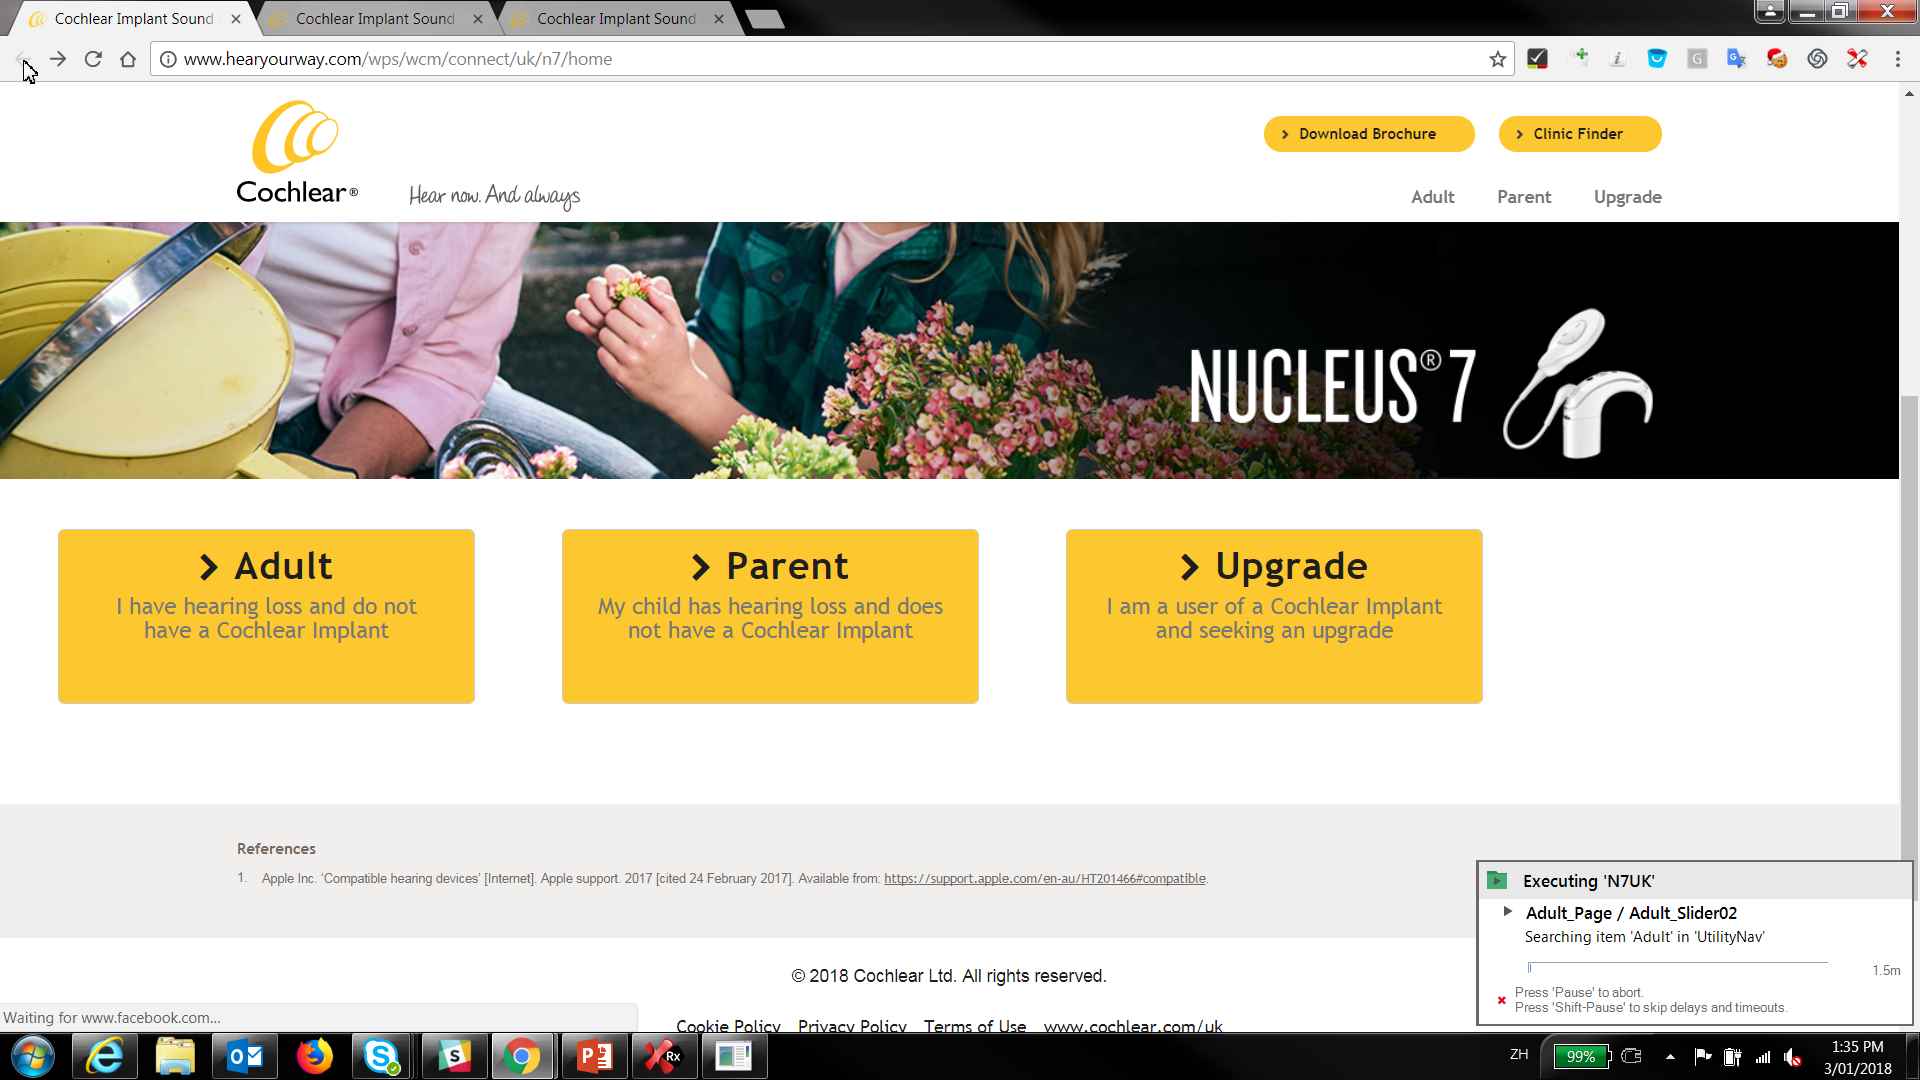 Cochlear Implant Sound
Cochlear Implant Sound
Cochlear Implant Sound
www.hearyourway.com/wps/wcm/connect/uk/n7/home
Cochlear®
Hear now. And always
Download Brochure
Clinic Finder
Adult
Parent
Upgrade
NUCLEUS® 7
Adult
I have hearing loss and do not
have a Cochlear Implant
Parent
My child has hearing loss and does
not have a Cochlear Implant
Upgrade
I am a user of a Cochlear Implant
and seeking an upgrade
References
1. Apple Inc. 'Compatible hearing devices' [Internet]. Apple support. 2017 [cited 24 February 2017]. Available from: https://support.apple.com/en-au/HT201466#compatible.
© 2018 Cochlear Ltd. All rights reserved.
Cookie Policy Privacy Policy Terms of Use www.cochlear.com/uk
Waiting for www.facebook.com...
Executing 'N7UK'
Adult_Page / Adult_Slider02
Searching item 'Adult' in 'UtilityNav'
1.5m
Press 'Pause' to abort.
Press 'Shift-Pause' to skip delays and timeouts.
ZH
99%
1:35 PM
3/01/2018